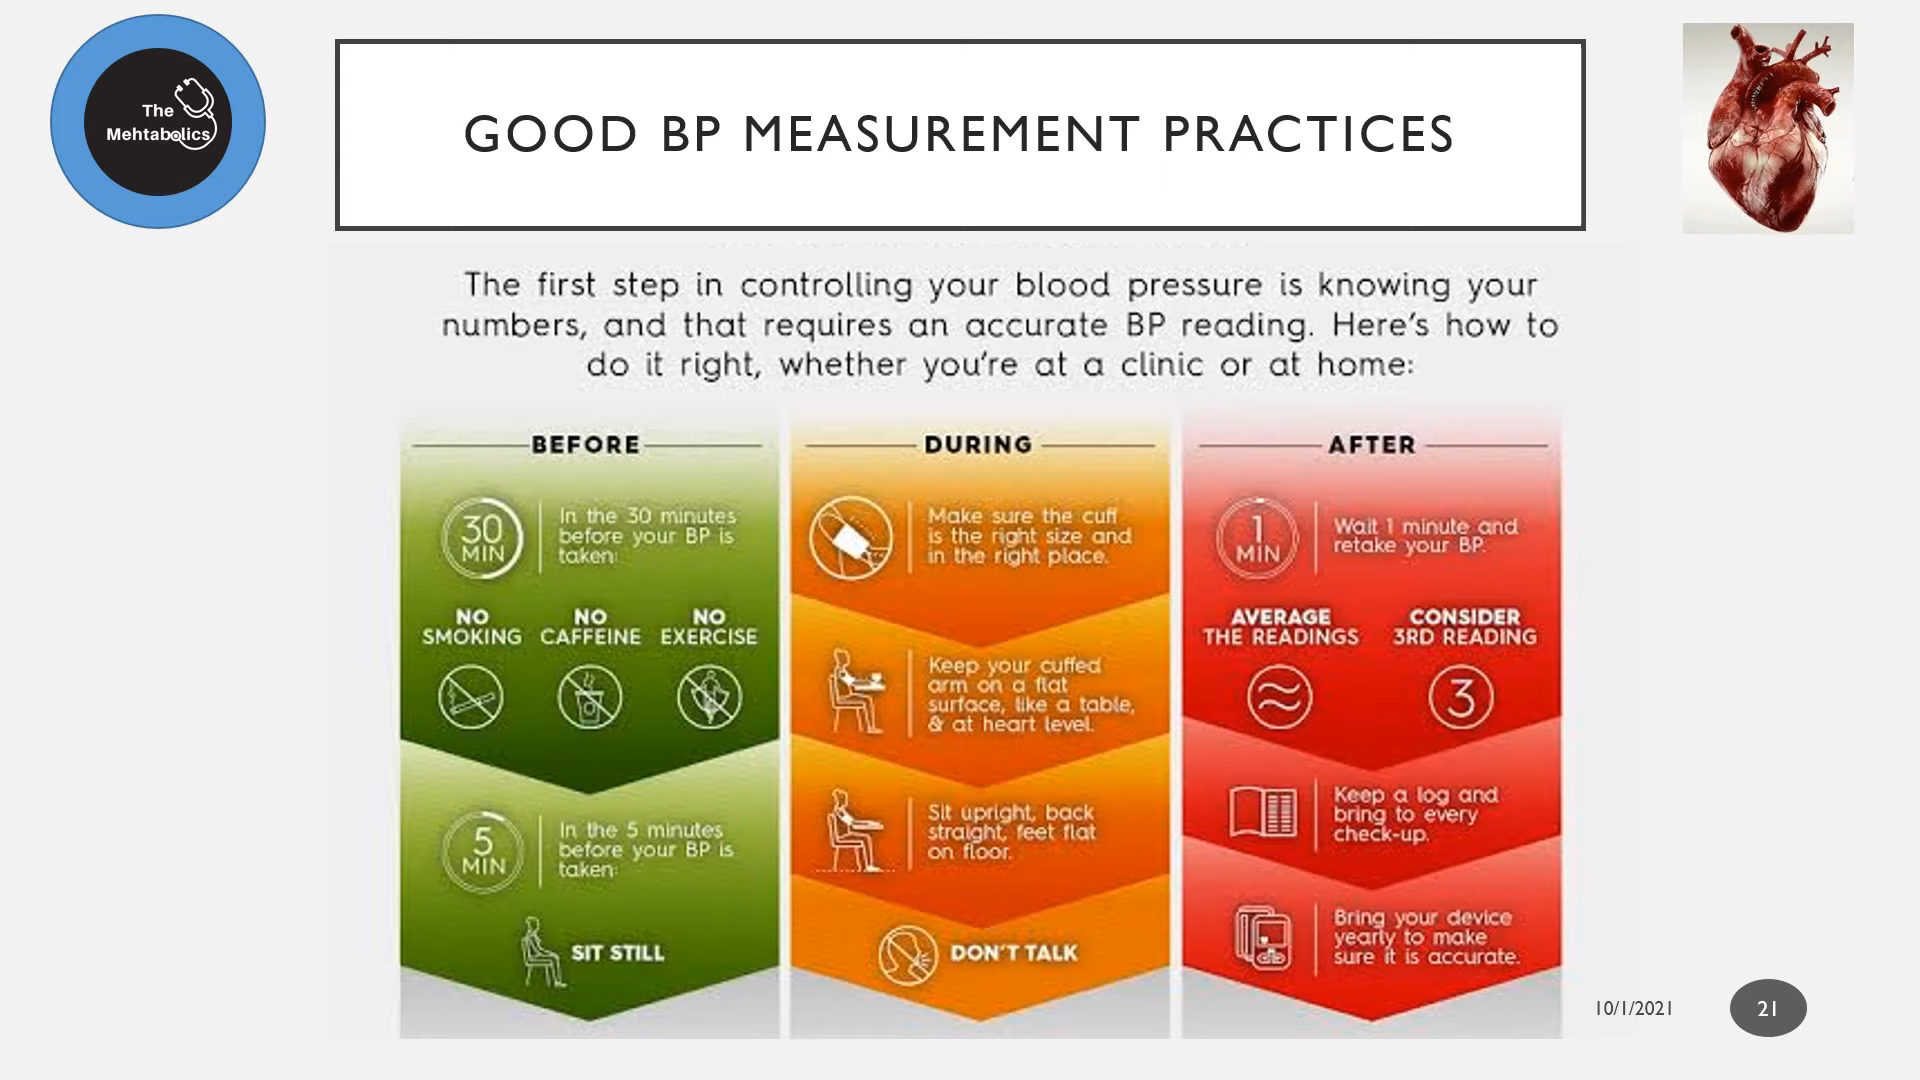 The
Mehtabolics
GOOD BP MEASUREMENT PRACTICES
The first step in controlling your blood pressure is knowing your
numbers, and that requires an accurate BP reading. Here's how to
do it right, whether you're at a clinic or at home:
BEFORE
30
MIN
In the 30 minutes
before your BP is
taken:
NO
SMOKING
NO
CAFFEINE
NO
EXERCISE
5
MIN
In the 5 minutes
before your BP is
taken:
SIT STILL
DURING
Make sure the cuff
is the right size and
in the right place.
Keep your cuffed
arm on a flat
surface, like a table,
& at heart level.
Sit upright, back
straight, feet flat
on floor.
DON'T TALK
AFTER
1
MIN
Wait 1 minute and
retake your BP.
AVERAGE
THE READINGS
CONSIDER
3RD READING
3
Keep a log and
bring to every
check-up.
Bring your device
yearly to make
sure it is accurate.
10/1/2021
21